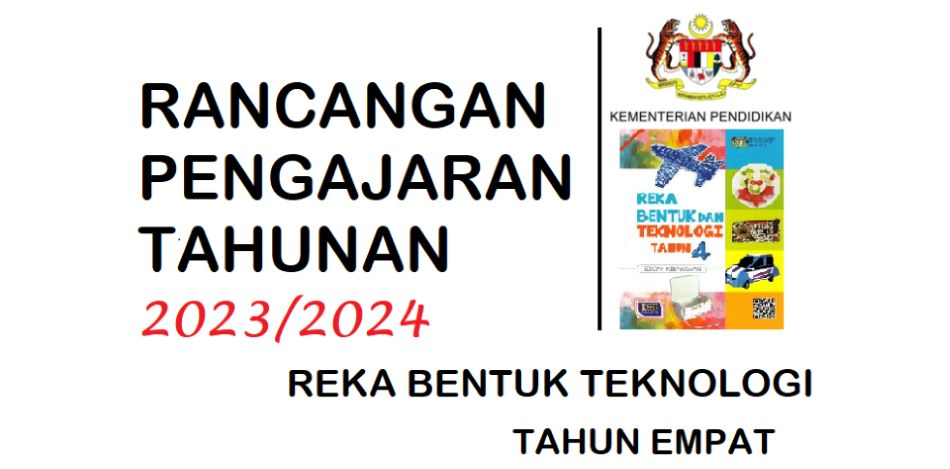 RANCANGAN
PENGAJARAN
TAHUNAN
2023/2024
KEMENTERIAN PENDIDIKAN
REKA
BENTUK DAN
TEKNOLOGI
TAHUN 4
REKA BENTUK TEKNOLOGI
TAHUN EMPAT